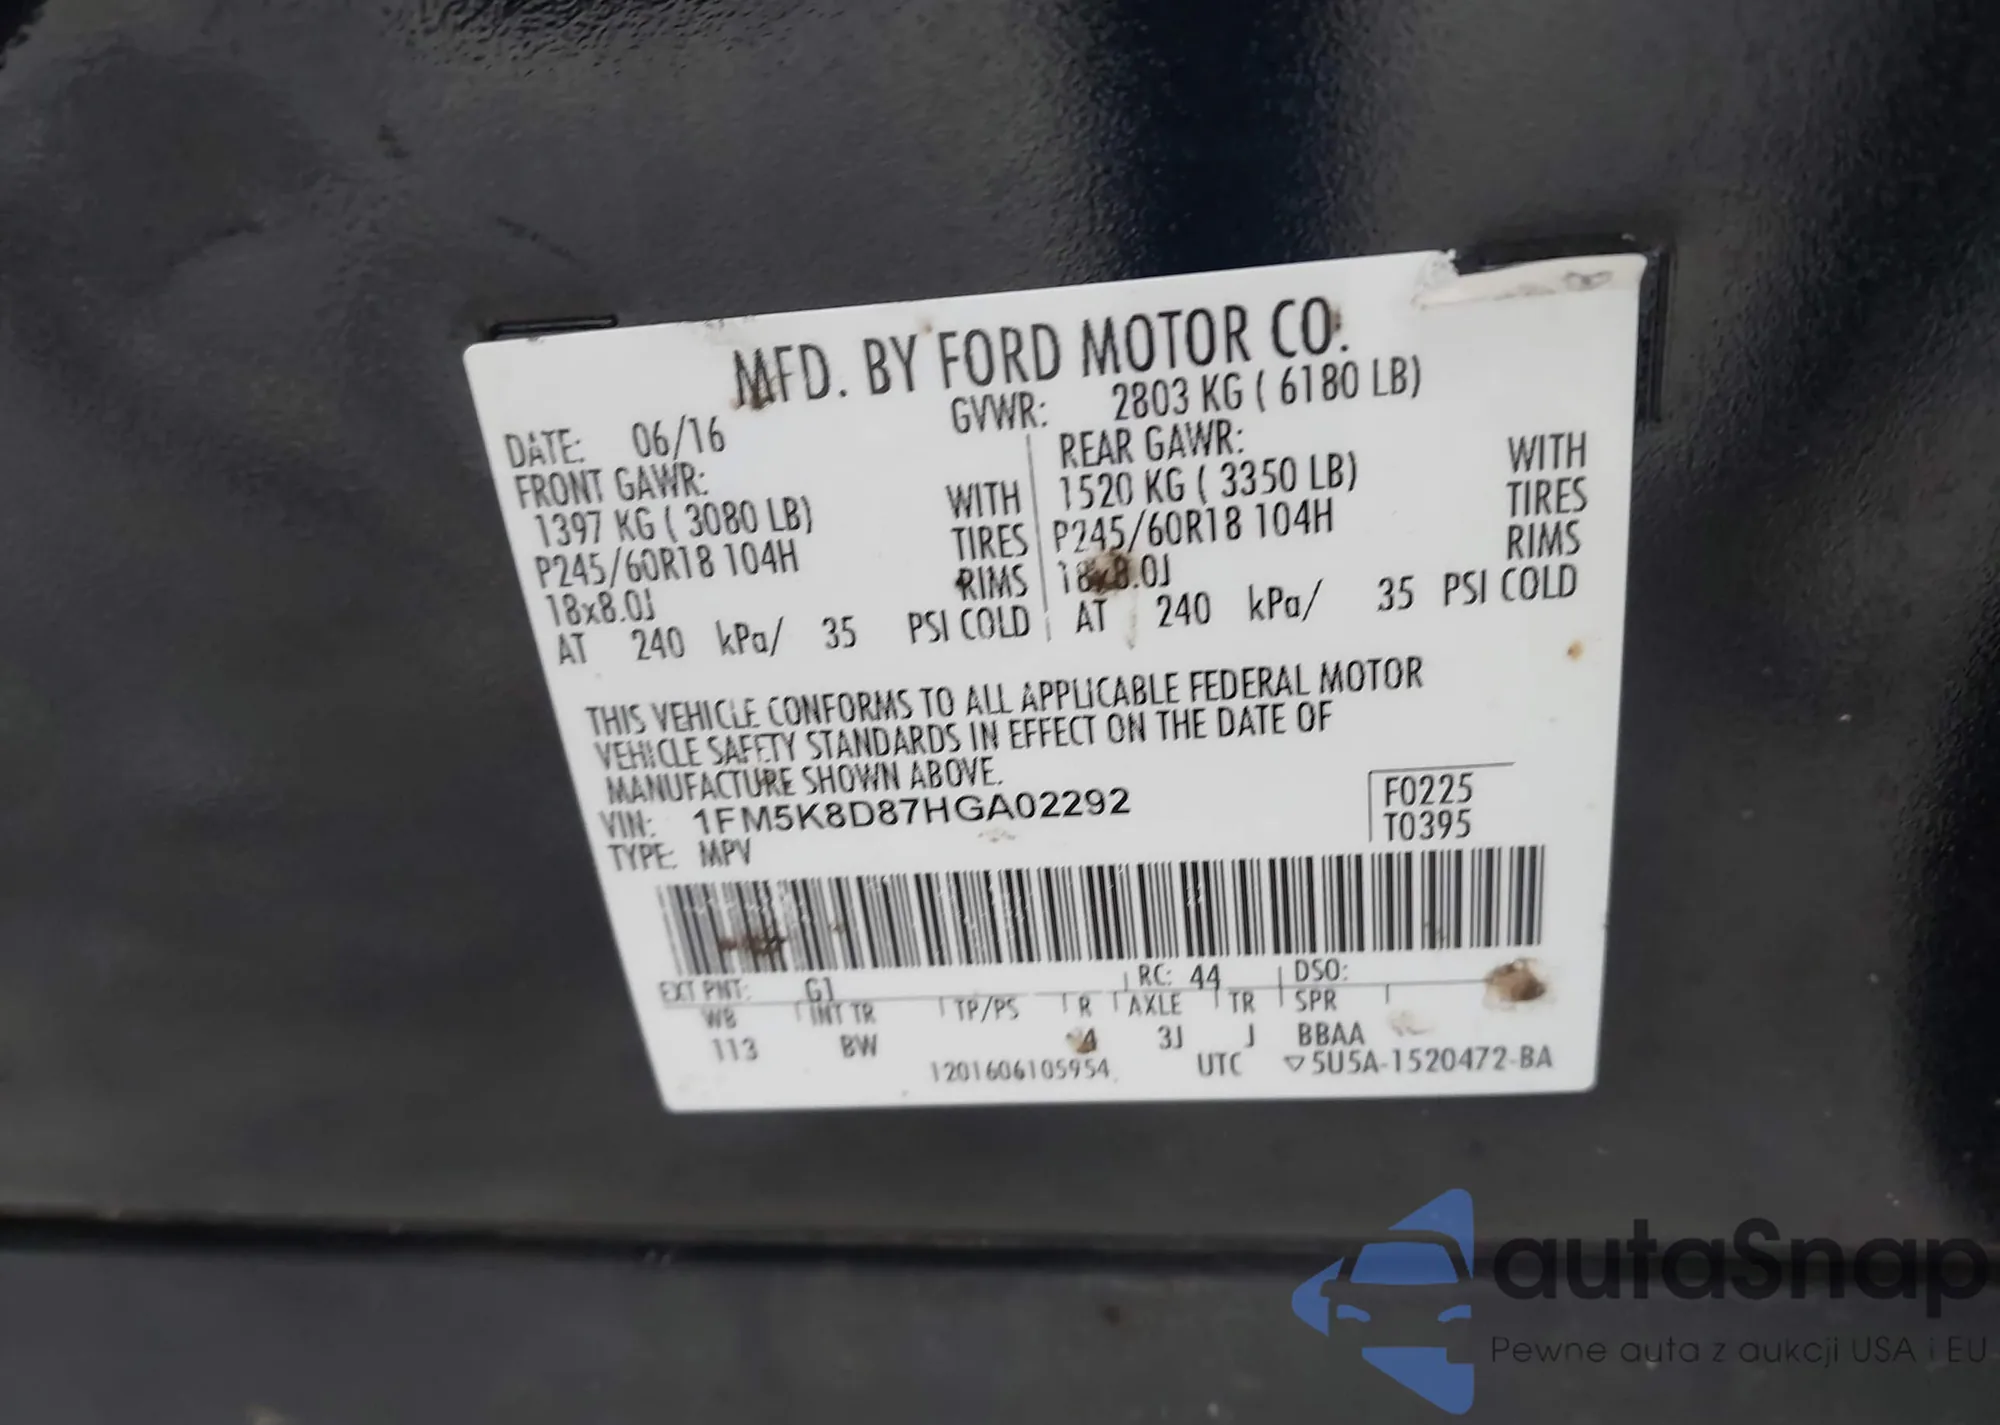 MFD. BY FORD MOTOR CO.
DATE: 06/16 GVWR: 2803 KG ( 6180 LB)
FRONT GAWR: REAR GAWR: WITH
1397 KG ( 3080 LB) WITH 1520 KG ( 3350 LB) TIRES
P245/60R18 104H TIRES P245/60R18 104H RIMS
18x8.0J RIMS 18x8.0J
AT 240 kPa/ 35 PSI COLD AT 240 kPa/ 35 PSI COLD
THIS VEHICLE CONFORMS TO ALL APPLICABLE FEDERAL MOTOR
VEHICLE SAFETY STANDARDS IN EFFECT ON THE DATE OF
MANUFACTURE SHOWN ABOVE.
VIN: 1FM5K8D87HGA02292 F0225
TYPE: MPV T0395
EXT PNT: G1 RC: 44 DSO:
WB INT TR TP/PS R AXLE TR SPR
113 BW 4 3J J BBAA
1201606105954 UTC ▽5U5A-1520472-BA
autaSnap
Pewne auta z aukcji USA i EU